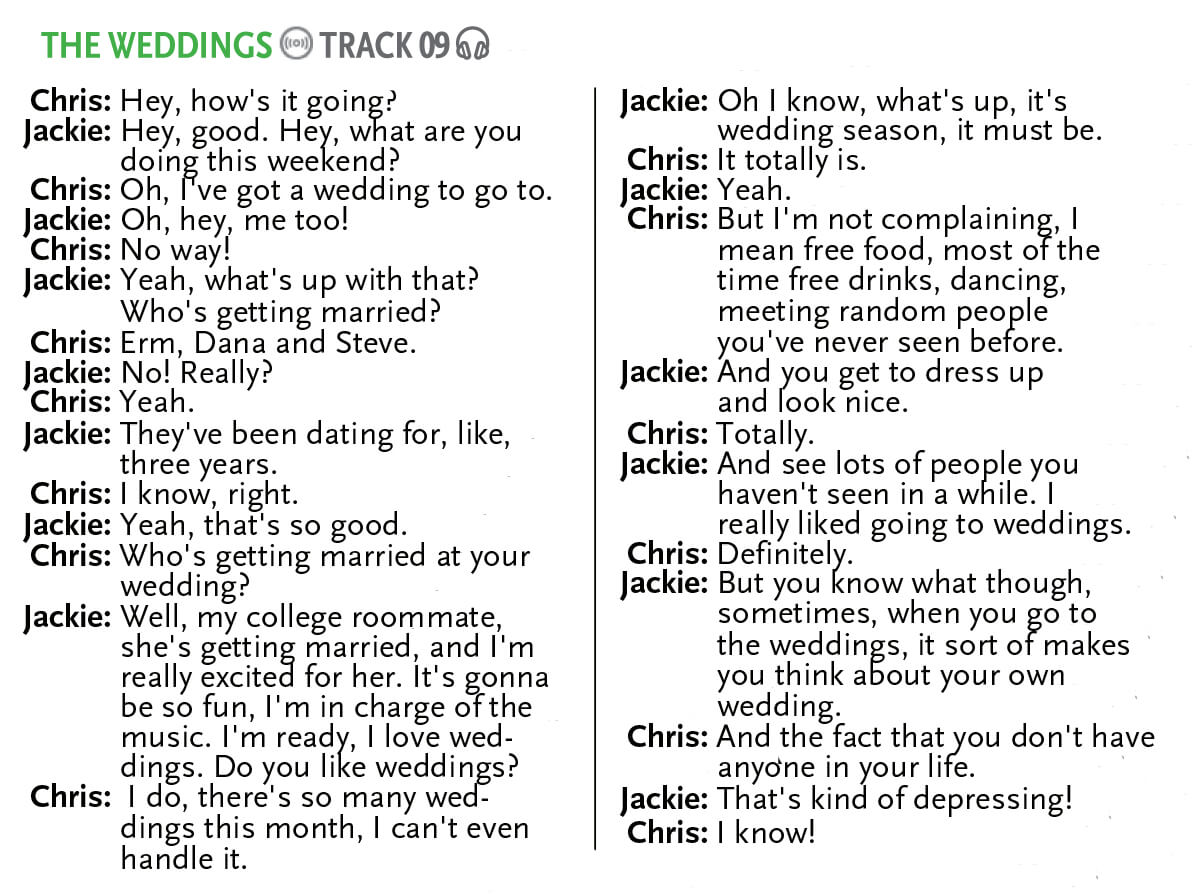 THE WEDDINGS TRACK 09
Chris: Hey, how's it going?
Jackie: Hey, good. Hey, what are you
doing this weekend?
Chris: Oh, I've got a wedding to go to.
Jackie: Oh, hey, me too!
Chris: No way!
Jackie: Yeah, what's up with that?
Who's getting married?
Chris: Erm, Dana and Steve.
Jackie: No! Really?
Chris: Yeah.
Jackie: They've been dating for, like,
three years.
Chris: I know, right.
Jackie: Yeah, that's so good.
Chris: Who's getting married at your
wedding?
Jackie: Well, my college roommate,
she's getting married, and I'm
really excited for her. It's gonna
be so fun, I'm in charge of the
music. I'm ready, I love wed-
dings. Do you like weddings?
Chris: I do, there's so many wed-
dings this month, I can't even
handle it.
Jackie: Oh I know, what's up, it's
wedding season, it must be.
Chris: It totally is.
Jackie: Yeah.
Chris: But I'm not complaining, I
mean free food, most of the
time free drinks, dancing,
meeting random people
you've never seen before.
Jackie: And you get to dress up
and look nice.
Chris: Totally.
Jackie: And see lots of people you
haven't seen in a while. I
really liked going to weddings.
Chris: Definitely.
Jackie: But you know what though,
sometimes, when you go to
the weddings, it sort of makes
you think about your own
wedding.
Chris: And the fact that you don't have
anyone in your life.
Jackie: That's kind of depressing!
Chris: I know!